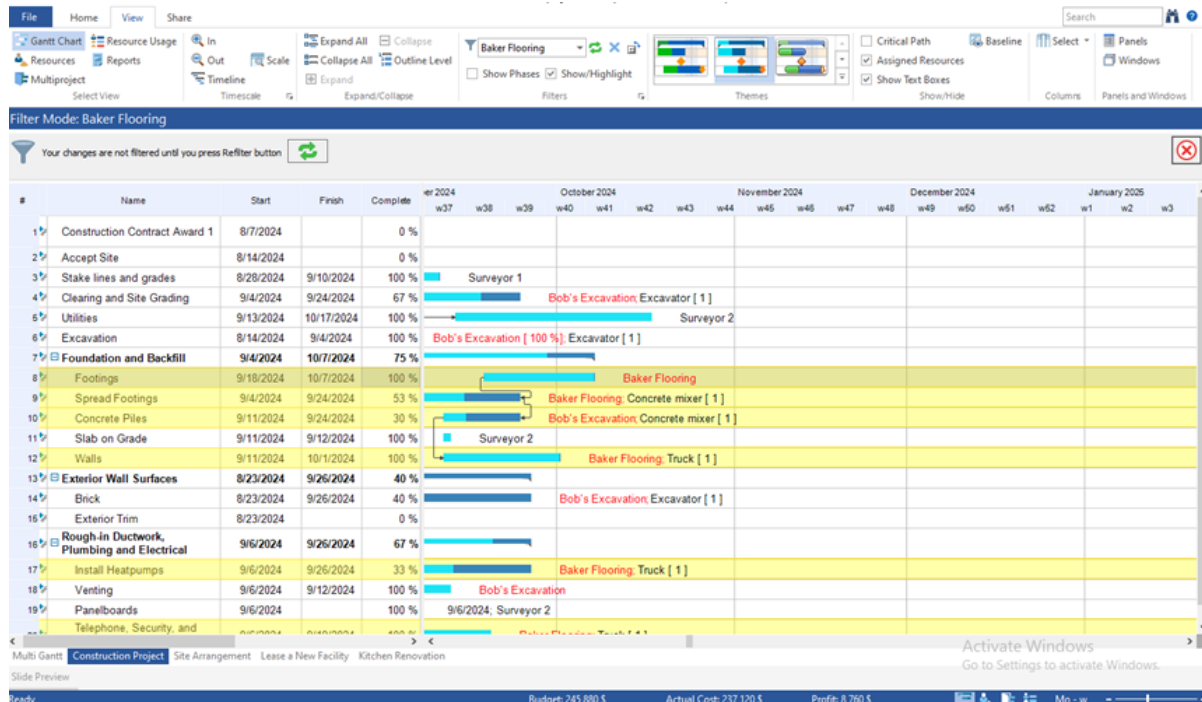 File Home View Share Search
Gantt Chart Resource Usage In Expand All Collapse Baker Flooring Critical Path Baseline Select Panels
Resources Reports Out Scale Collapse All Outline Level Show Phases Show/Highlight Assigned Resources Windows
Multiproject Timeline Expand Show Text Boxes
Select View Timescale Expand/Collapse Filters Themes Show/Hide Columns Panels and Windows
Filter Mode: Baker Flooring
Your changes are not filtered until you press Refilter button
# Name Start Finish Complete er 2024 October 2024 November 2024 December 2024 January 2025
w37 w38 w39 w40 w41 w42 w43 w44 w45 w46 w47 w48 w49 w50 w51 w52 w1 w2 w3
1 Construction Contract Award 1 8/7/2024 0 %
2 Accept Site 8/14/2024 0 %
3 Stake lines and grades 8/28/2024 9/10/2024 100 % Surveyor 1
4 Clearing and Site Grading 9/4/2024 9/24/2024 67 % Bob's Excavation; Excavator [ 1 ]
5 Utilities 9/13/2024 10/17/2024 100 % Surveyor 2
6 Excavation 8/14/2024 9/4/2024 100 % Bob's Excavation [ 100 %]; Excavator [ 1 ]
7 Foundation and Backfill 9/4/2024 10/7/2024 75 %
8 Footings 9/18/2024 10/7/2024 100 % Baker Flooring
9 Spread Footings 9/4/2024 9/24/2024 53 % Baker Flooring; Concrete mixer [ 1 ]
10 Concrete Piles 9/11/2024 9/24/2024 30 % Bob's Excavation; Concrete mixer [ 1 ]
11 Slab on Grade 9/11/2024 9/12/2024 100 % Surveyor 2
12 Walls 9/11/2024 10/1/2024 100 % Baker Flooring; Truck [ 1 ]
13 Exterior Wall Surfaces 8/23/2024 9/26/2024 40 %
14 Brick 8/23/2024 9/26/2024 40 % Bob's Excavation; Excavator [ 1 ]
15 Exterior Trim 8/23/2024 0 %
16 Rough-in Ductwork,
Plumbing and Electrical 9/6/2024 9/26/2024 67 %
17 Install Heatpumps 9/6/2024 9/26/2024 33 % Baker Flooring; Truck [ 1 ]
18 Venting 9/6/2024 9/12/2024 100 % Bob's Excavation
19 Panelboards 9/6/2024 100 % 9/6/2024; Surveyor 2
Telephone, Security, and
Multi Gantt Construction Project Site Arrangement Lease a New Facility Kitchen Renovation
Activate Windows
Go to Settings to activate Windows.
Slide Preview
Ready Budget: 245 880 $ Actual Cost: 237 120 $ Profit: 8 760 $ Mo - w